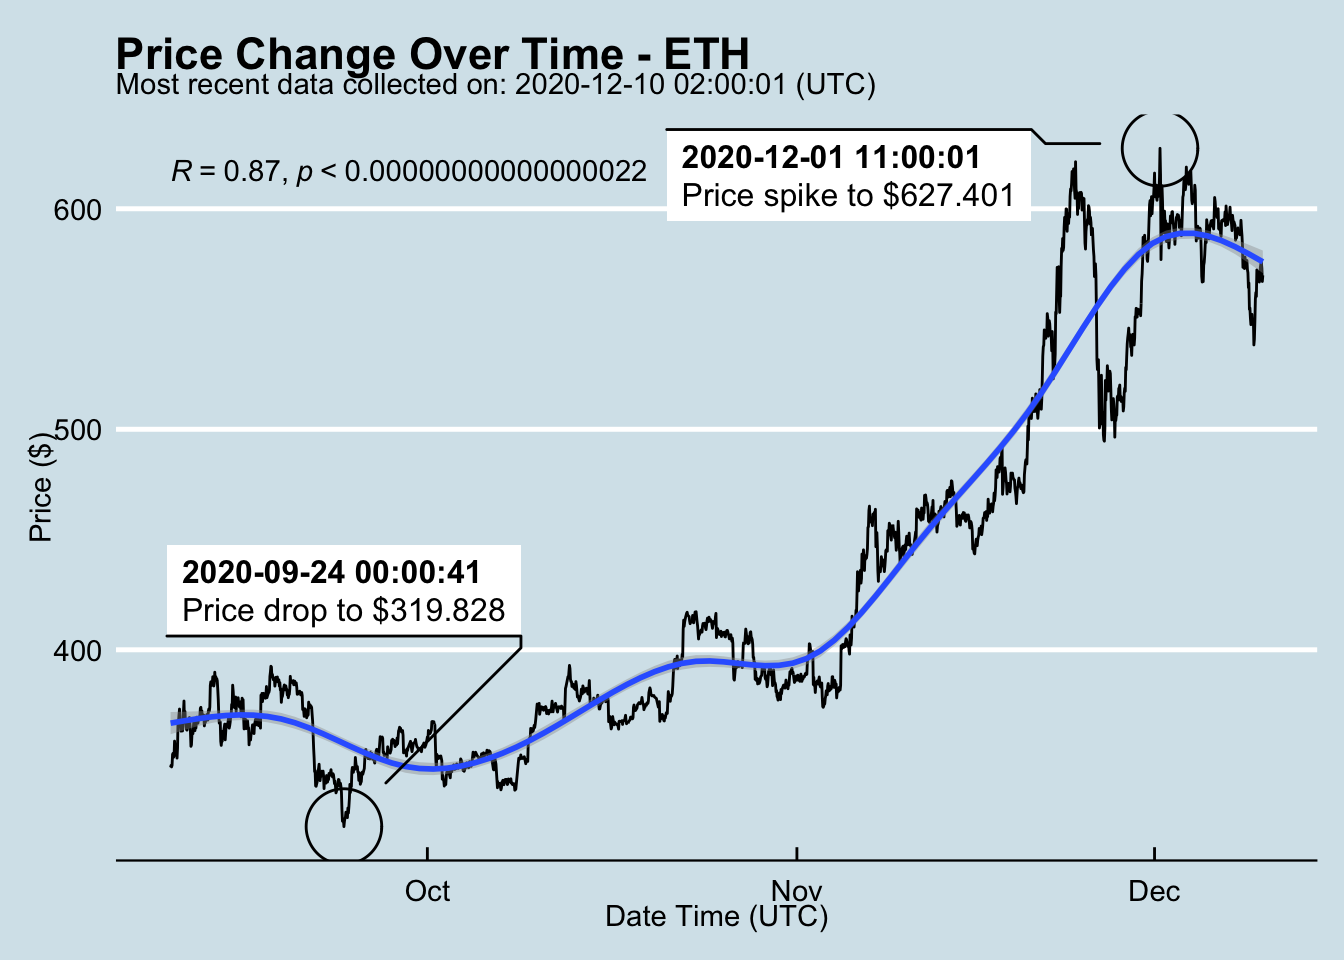 Price Change Over Time - ETH
Most recent data collected on: 2020-12-10 02:00:01 (UTC)
R = 0.87, p < 0.00000000000000022
2020-12-01 11:00:01
Price spike to $627.401
600
500
400
Price ($)
2020-09-24 00:00:41
Price drop to $319.828
Oct
Nov
Dec
Date Time (UTC)